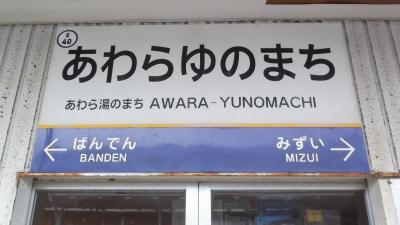 E
40
あわらゆのまち
あわら湯のまち AWARA-YUNOMACHI
← ばんでん みずい →
BANDEN MIZUI